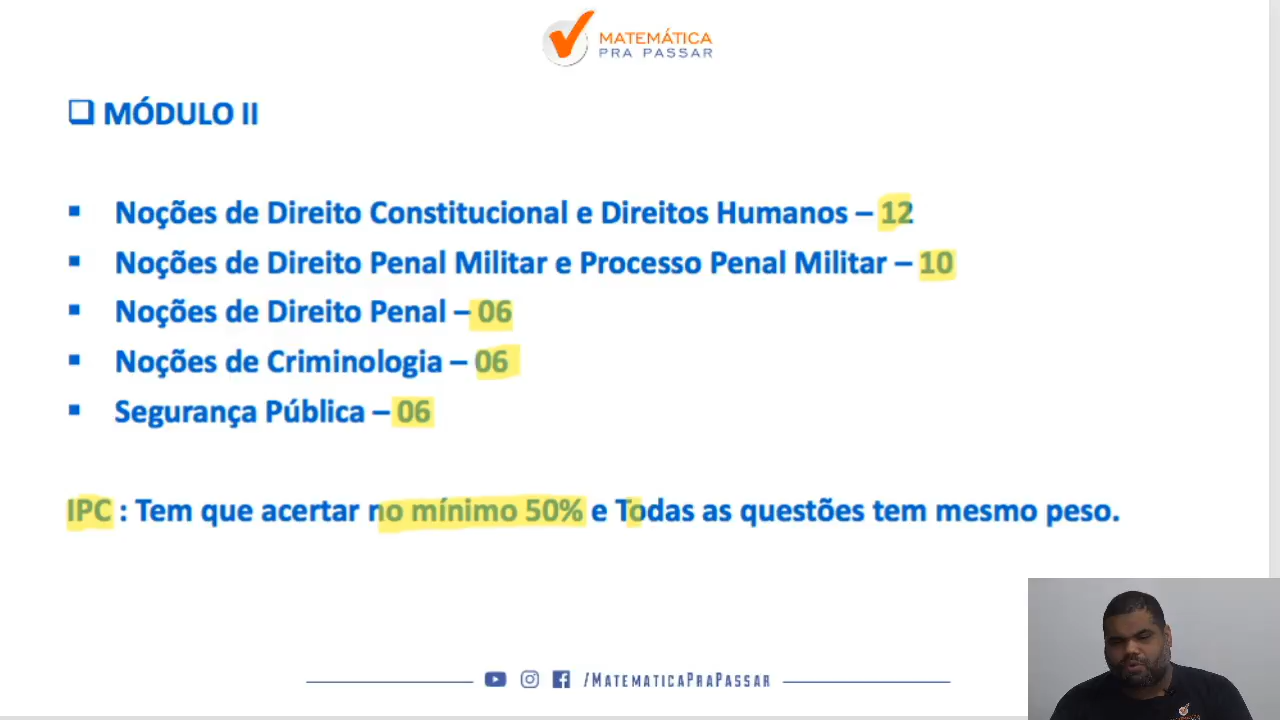 MATEMÁTICA
PRA PASSAR
MÓDULO II
Noções de Direito Constitucional e Direitos Humanos – 12
Noções de Direito Penal Militar e Processo Penal Militar – 10
Noções de Direito Penal – 06
Noções de Criminologia – 06
Segurança Pública – 06
IPC : Tem que acertar no mínimo 50% e Todas as questões tem mesmo peso.
/MATEMATICAPRAPASSAR